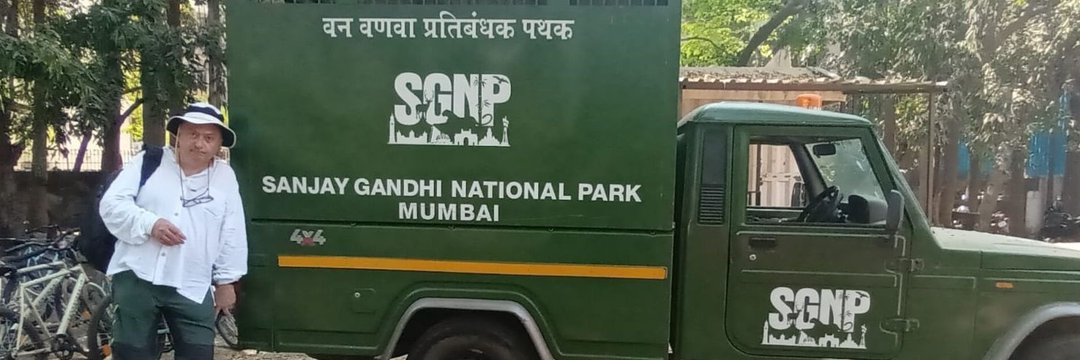 वन वणवा प्रतिबंधक पथक
SGNP
SANJAY GANDHI NATIONAL PARK
MUMBAI
4x4
SGNP